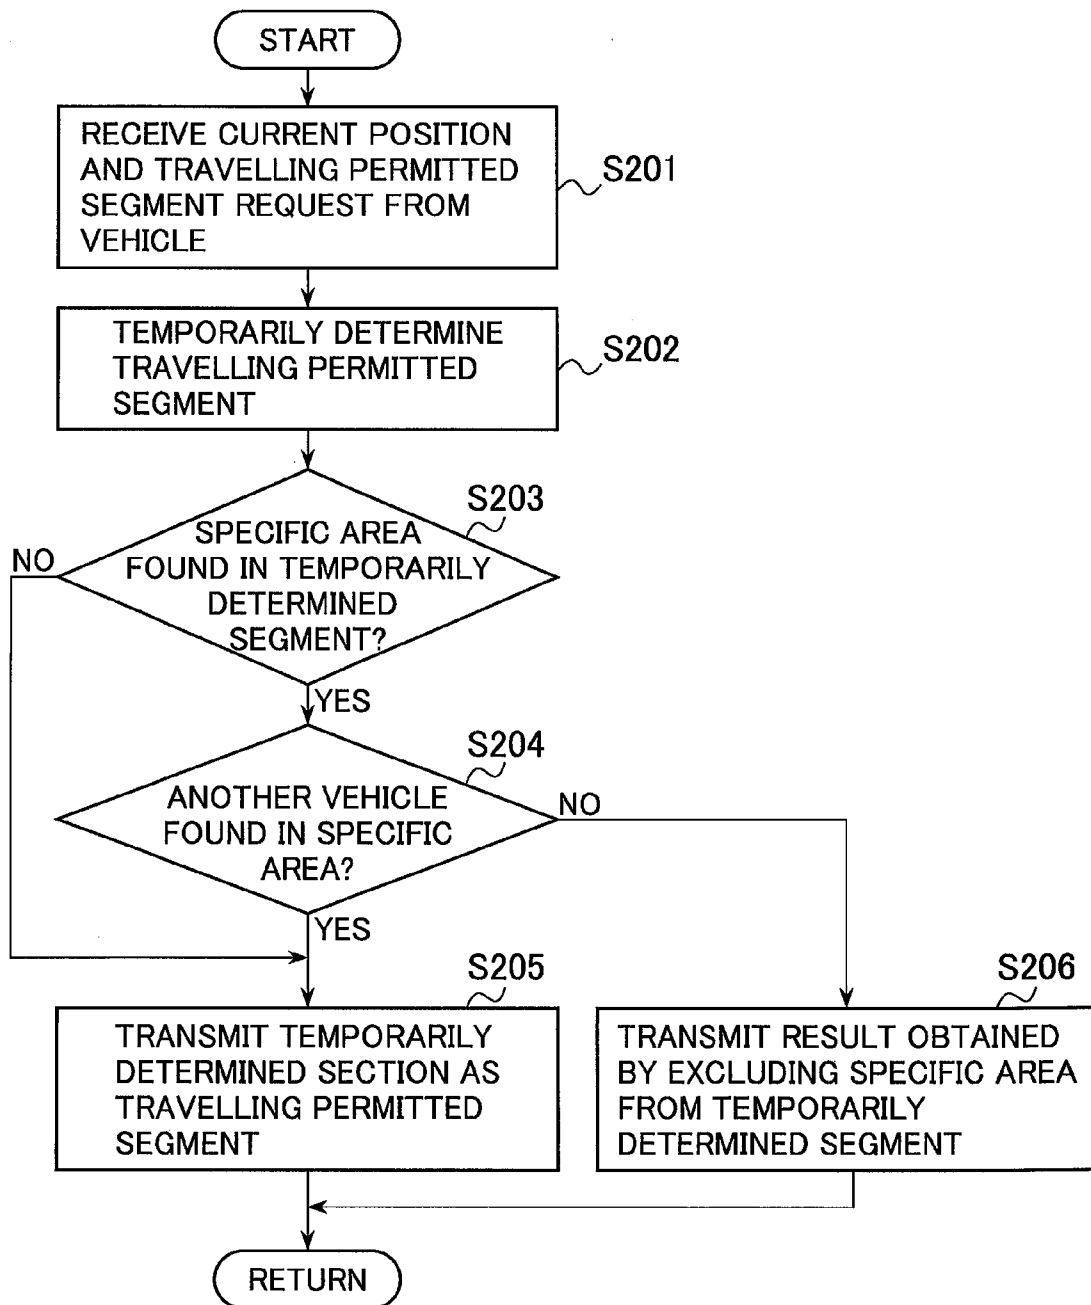 START
RECEIVE CURRENT POSITION
AND TRAVELLING PERMITTED
SEGMENT REQUEST FROM
VEHICLE
S201
TEMPORARILY DETERMINE
TRAVELLING PERMITTED
SEGMENT
S202
S203
SPECIFIC AREA
FOUND IN TEMPORARILY
DETERMINED
SEGMENT?
NO
YES
S204
ANOTHER VEHICLE
FOUND IN SPECIFIC
AREA?
NO
YES
S205
TRANSMIT TEMPORARILY
DETERMINED SECTION AS
TRAVELLING PERMITTED
SEGMENT
S206
TRANSMIT RESULT OBTAINED
BY EXCLUDING SPECIFIC AREA
FROM TEMPORARILY
DETERMINED SEGMENT
RETURN